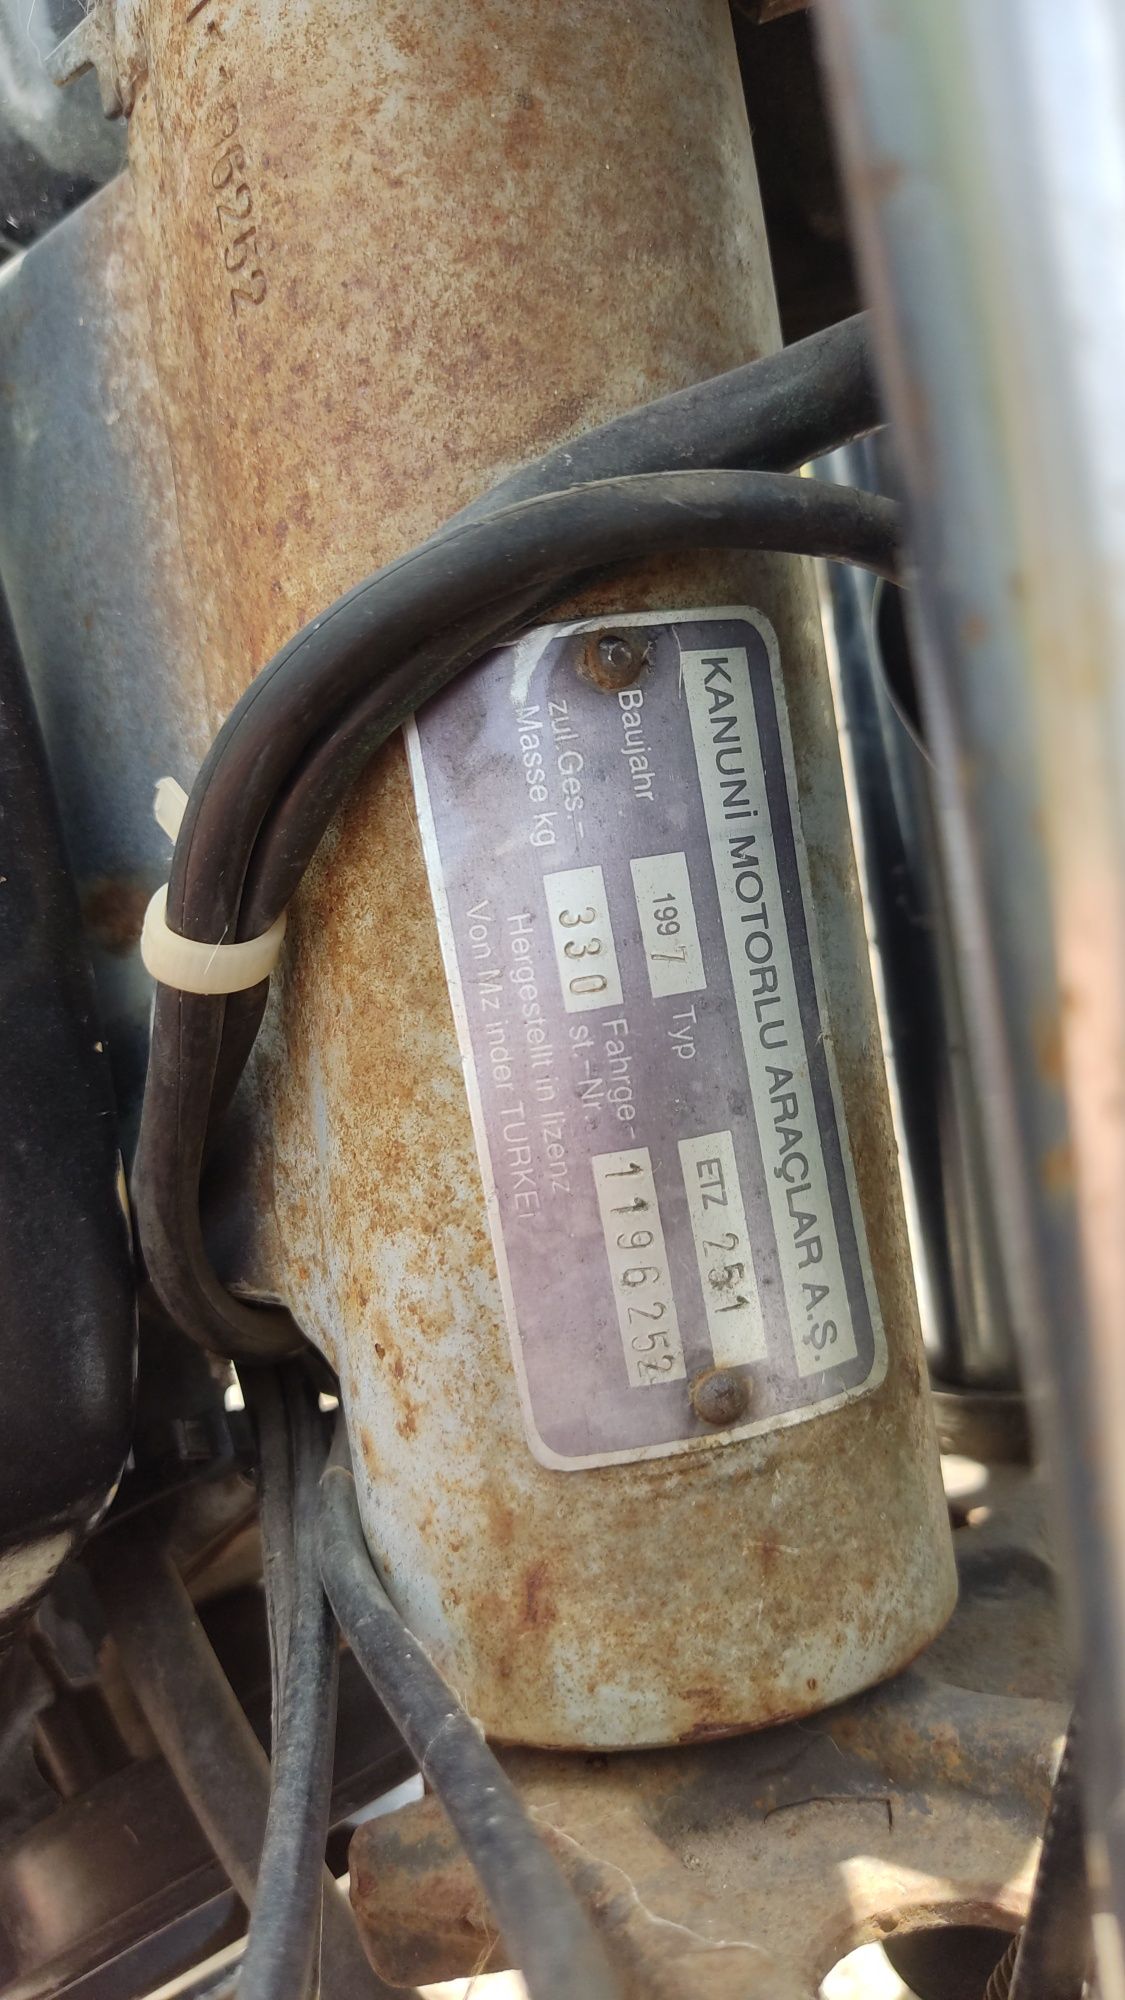 96252
KANUNİ MOTORLU ARAÇLAR A.Ş.
Baujahr 1997 Typ ETZ 251
zul.Ges.- Masse kg 330 Fahrge- st.-Nr. 1196252
Hergestellt in lizenz
Von Mz inder TURKEi